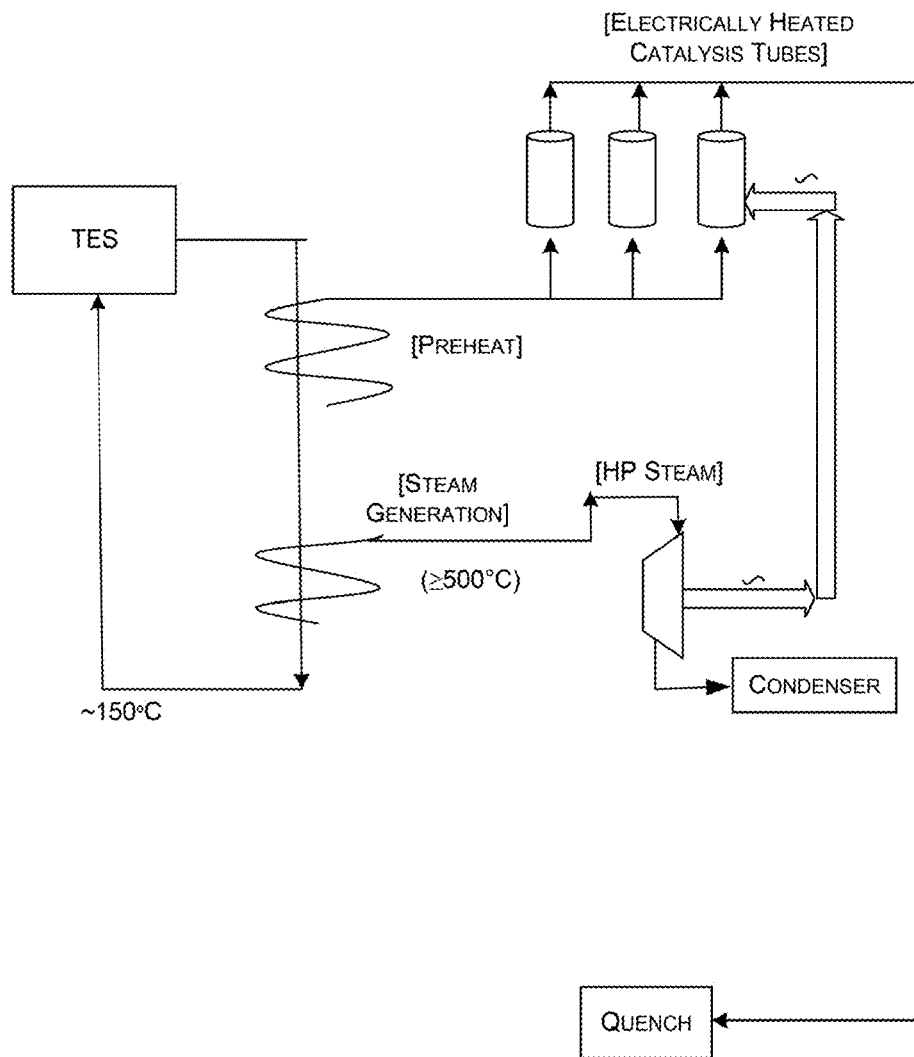 [ELECTRICALLY HEATED
CATALYSIS TUBES]
TES
[PREHEAT]
[STEAM
GENERATION]
[HP STEAM]
(≥500°C)
CONDENSER
~150°C
QUENCH